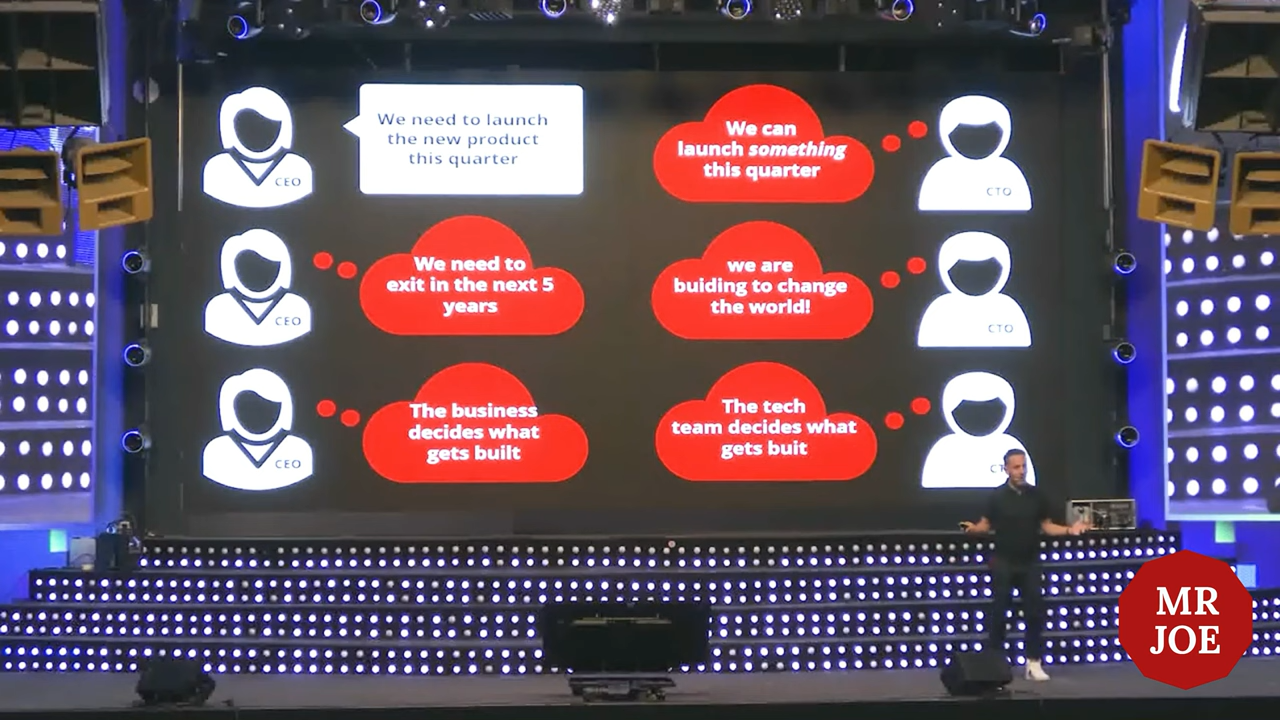 We need to launch
the new product
this quarter
CEO
We can
launch something
this quarter
CTO
We need to
exit in the next 5
years
CEO
we are
buiding to change
the world!
CTO
The business
decides what
gets built
CEO
The tech
team decides what
gets buit
CT
MR
JOE